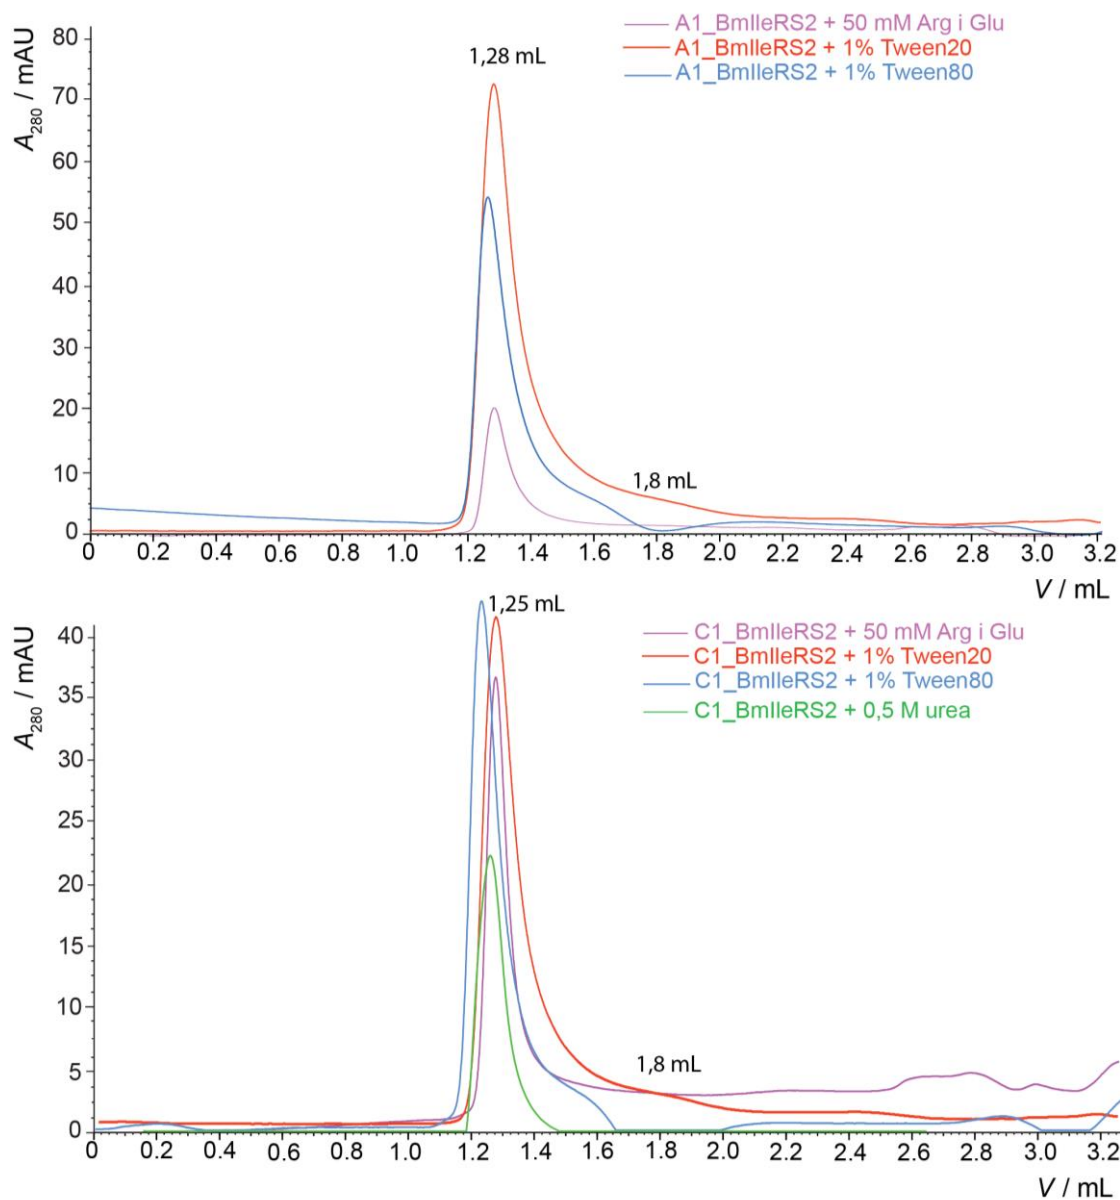 A1_BmIleRS2 + 50 mM Arg i Glu
A1_BmIleRS2 + 1% Tween20
A1_BmIleRS2 + 1% Tween80
1,28 mL
A280 / mAU
80
70
60
50
40
30
20
10
0
1,8 mL
0 0.2 0.4 0.6 0.8 1.0 1.2 1.4 1.6 1.8 2.0 2.2 2.4 2.6 2.8 3.0 3.2
V / mL
1,25 mL
C1_BmIleRS2 + 50 mM Arg i Glu
C1_BmIleRS2 + 1% Tween20
C1_BmIleRS2 + 1% Tween80
C1_BmIleRS2 + 0,5 M urea
A280 / mAU
40
35
30
25
20
15
10
5
0
1,8 mL
0 0.2 0.4 0.6 0.8 1.0 1.2 1.4 1.6 1.8 2.0 2.2 2.4 2.6 2.8 3.0 3.2
V / mL